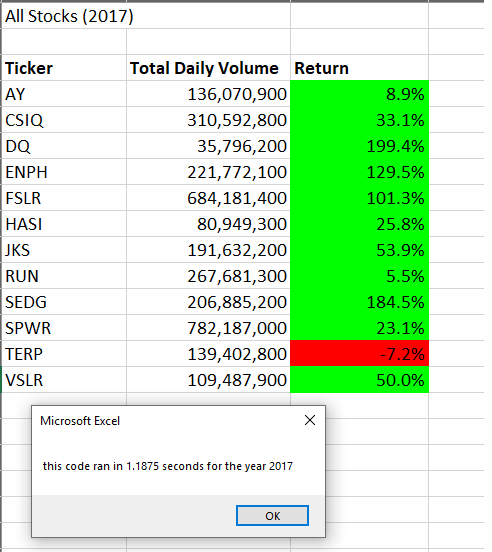 All Stocks (2017)
Ticker Total Daily Volume Return
AY 136,070,900 8.9%
CSIQ 310,592,800 33.1%
DQ 35,796,200 199.4%
ENPH 221,772,100 129.5%
FSLR 684,181,400 101.3%
HASI 80,949,300 25.8%
JKS 191,632,200 53.9%
RUN 267,681,300 5.5%
SEDG 206,885,200 184.5%
SPWR 782,187,000 23.1%
TERP 139,402,800 -7.2%
VSLR 109,487,900 50.0%
Microsoft Excel
this code ran in 1.1875 seconds for the year 2017
OK